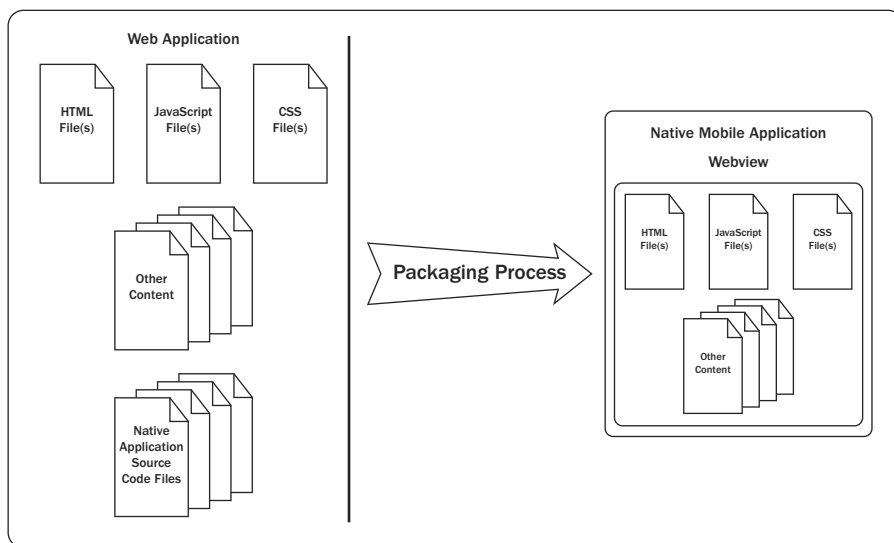 Web Application
HTML
File(s)
JavaScript
File(s)
CSS
File(s)
Other
Content
Native
Application
Source
Code Files
Packaging Process
Native Mobile Application
Webview
HTML
File(s)
JavaScript
File(s)
CSS
File(s)
Other
Content